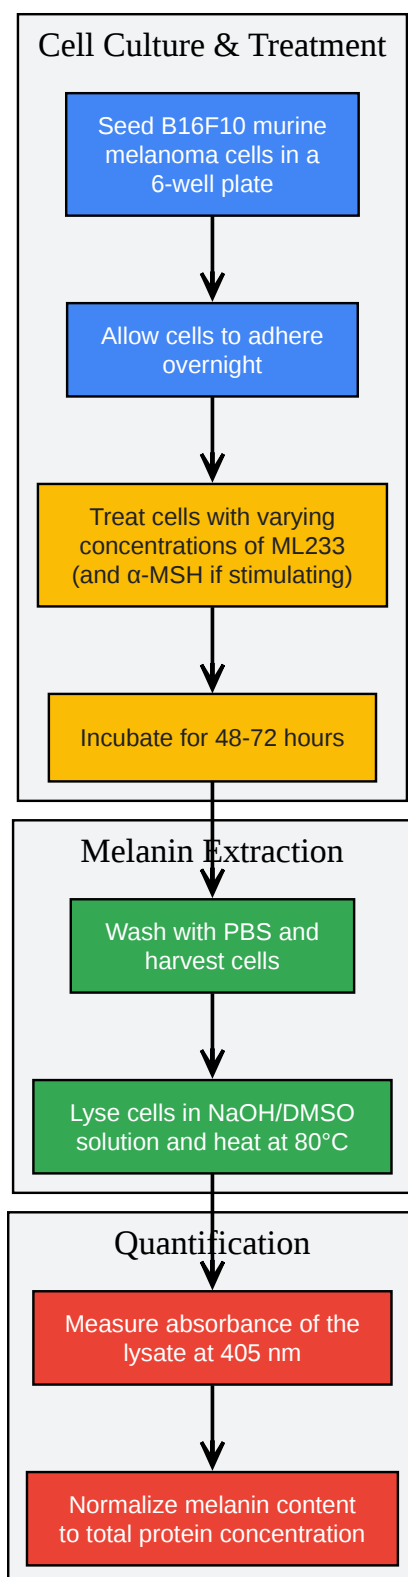 Cell Culture & Treatment
Seed B16F10 murine
melanoma cells in a
6-well plate
Allow cells to adhere
overnight
Treat cells with varying
concentrations of ML233
(and α-MSH if stimulating)
Incubate for 48-72 hours
Melanin Extraction
Wash with PBS and
harvest cells
Lyse cells in NaOH/DMSO
solution and heat at 80°C
Quantification
Measure absorbance of the
lysate at 405 nm
Normalize melanin content
to total protein concentration